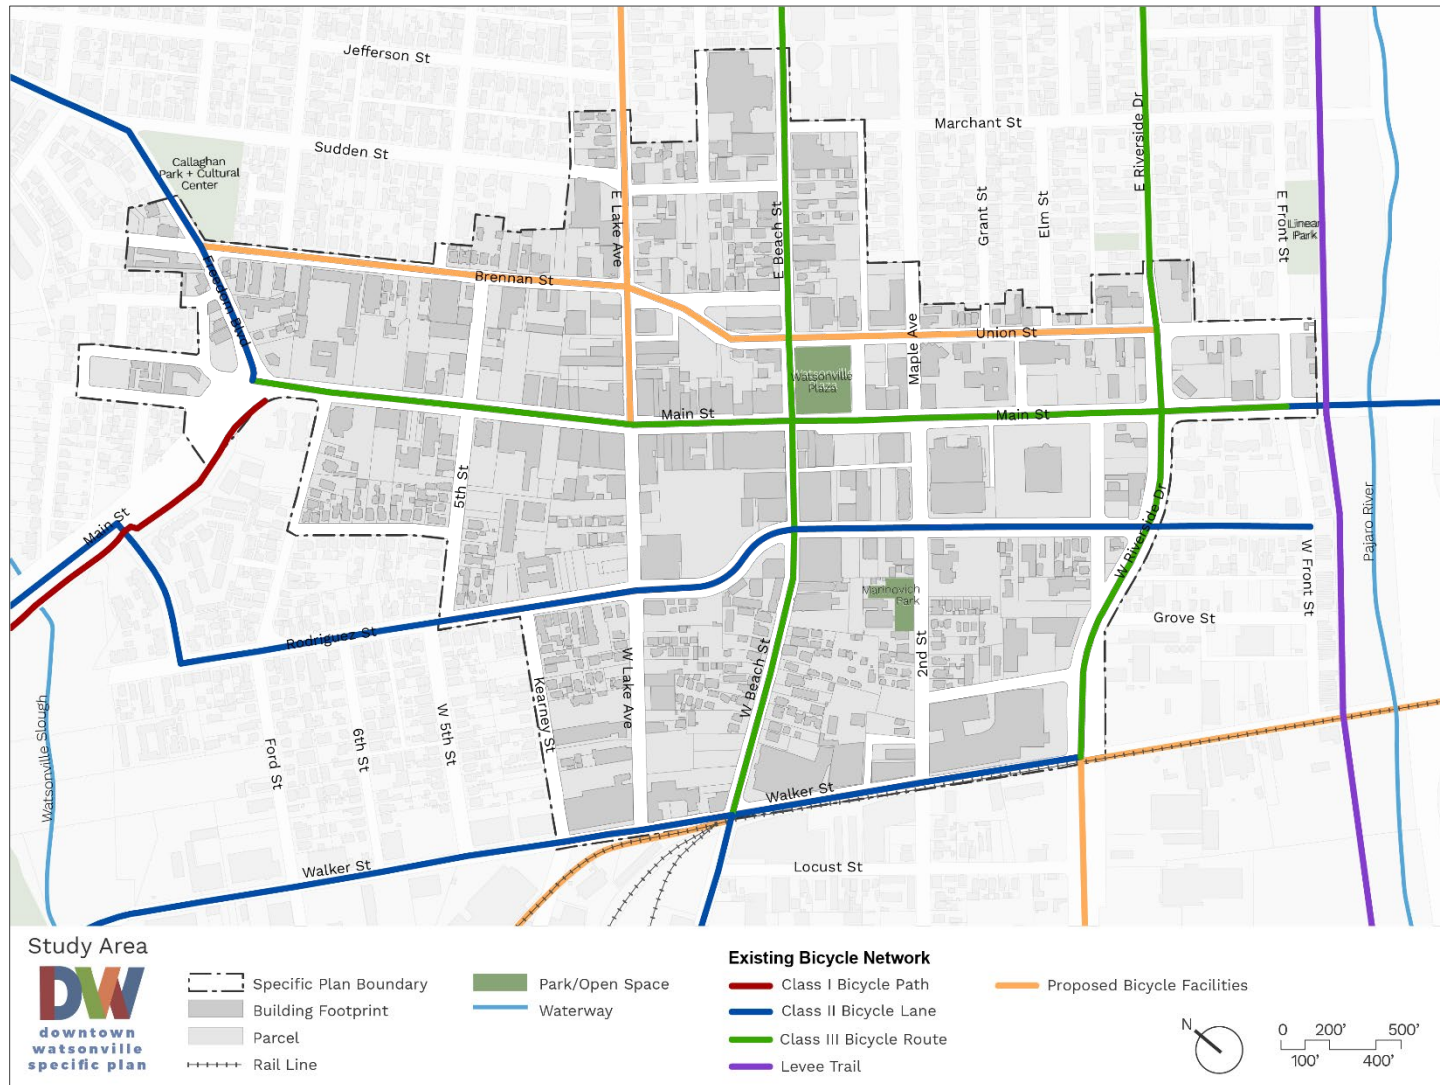 Jefferson St
Marchant St
Sudden St
Callaghan
Park + Cultural
Center
E Riverside Dr
E Lake Ave
E Beach St
Grant St
Elm St
E Front St
Linear
Park
Freedom Blvd
Brennan St
Union St
Maple Ave
Watsonville
Plaza
Main St
Main St
5th St
Main St
W Riverside Dr
Pajaro River
W Front St
Marinovich
Park
Grove St
Rodriguez St
2nd St
W Lake Ave
W Beach St
Kearney St
W 5th St
6th St
Ford St
Watsonville Slough
Walker St
Walker St
Locust St
Study Area
DW
downtown
watsonville
specific plan
Specific Plan Boundary
Building Footprint
Parcel
Rail Line
Park/Open Space
Waterway
Existing Bicycle Network
Class I Bicycle Path
Class II Bicycle Lane
Class III Bicycle Route
Levee Trail
Proposed Bicycle Facilities
N
0 200' 500'
100' 400'